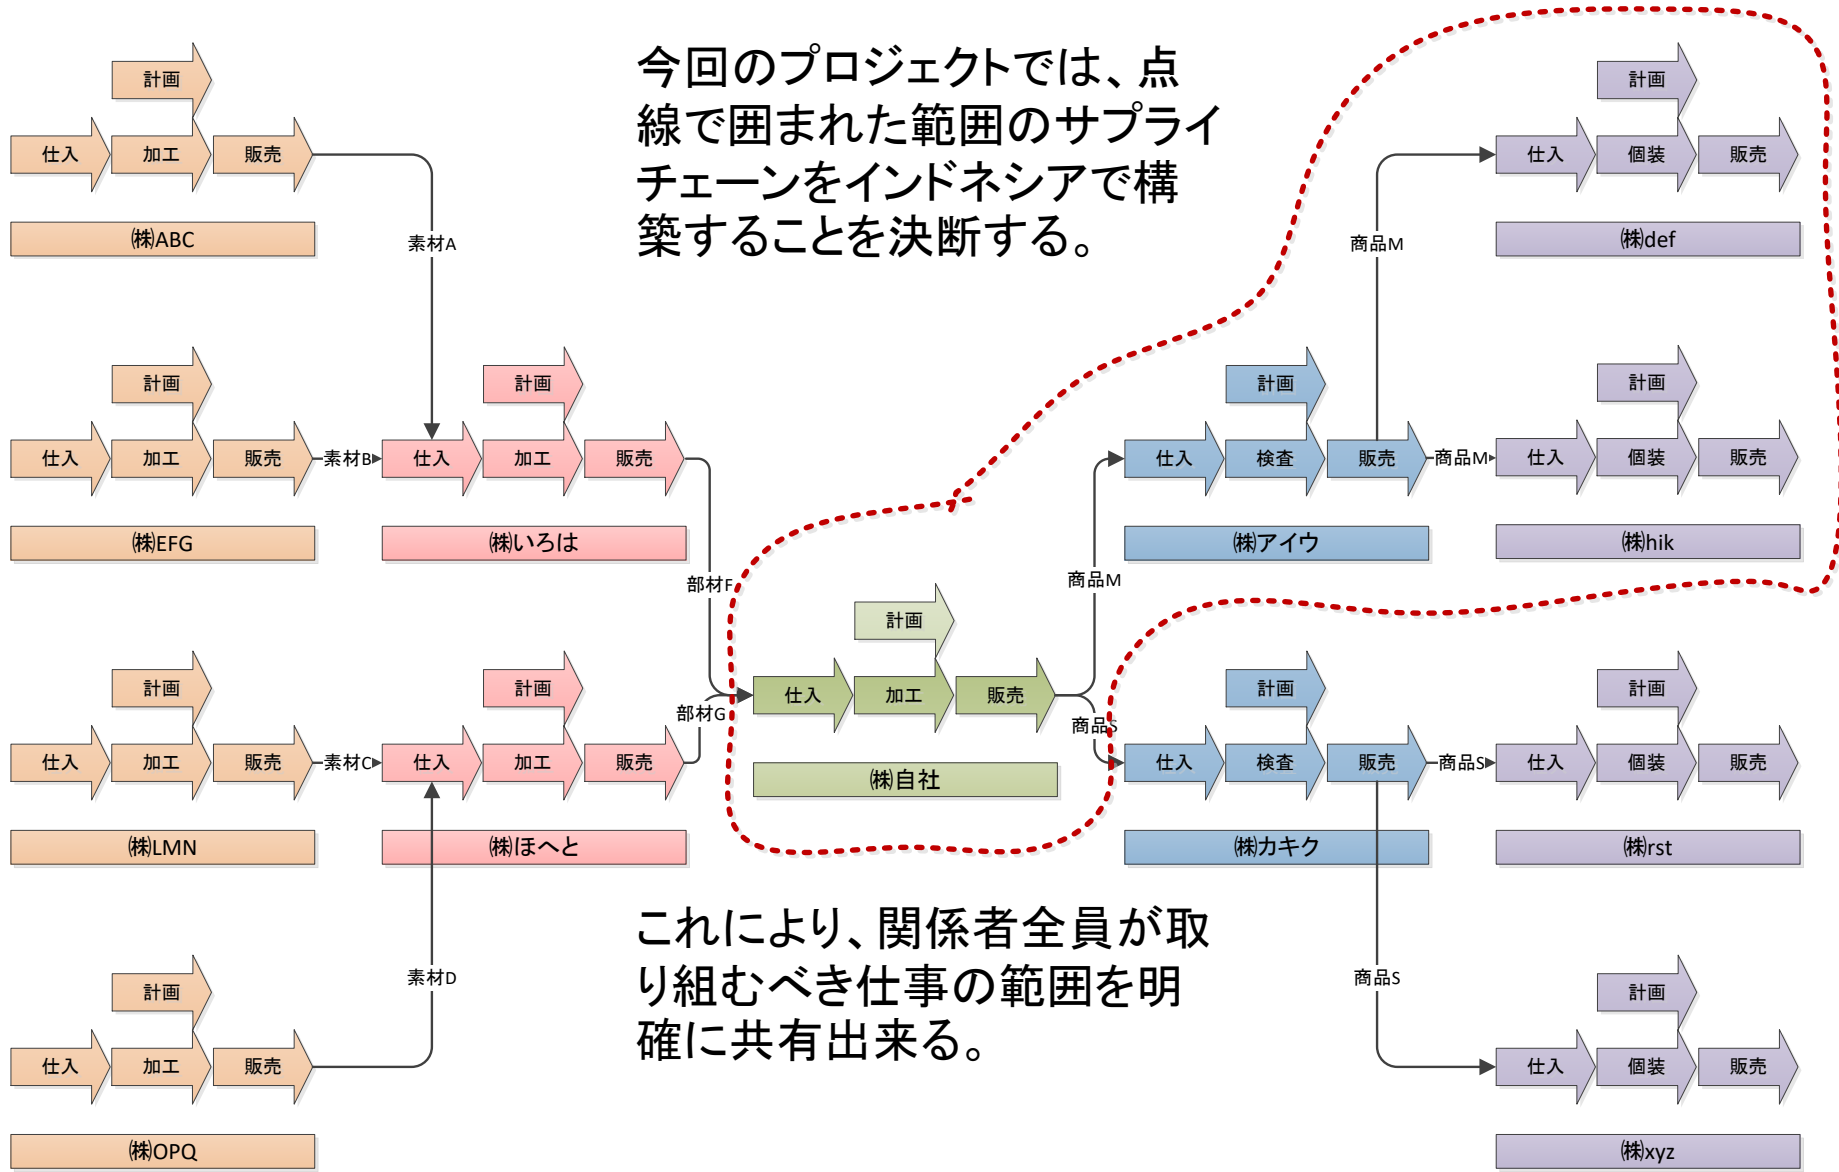 今回のプロジェクトでは、点
線で囲まれた範囲のサプライ
チェーンをインドネシアで構
築することを決断する。
計画
仕入
加工
販売
㈱ABC
素材A
計画
仕入
加工
販売
㈱EFG
素材B
計画
仕入
加工
販売
㈱LMN
素材C
計画
仕入
加工
販売
㈱OPQ
素材D
計画
仕入
加工
販売
㈱いろは
部材F
計画
仕入
加工
販売
㈱ほへと
部材G
計画
仕入
加工
販売
㈱自社
商品M
商品S
計画
仕入
検査
販売
㈱アイウ
商品M
商品M
計画
仕入
検査
販売
㈱カキク
商品S
商品S
計画
仕入
個装
販売
㈱def
計画
仕入
個装
販売
㈱hik
計画
仕入
個装
販売
㈱rst
計画
仕入
個装
販売
㈱xyz
これにより、関係者全員が取
り組むべき仕事の範囲を明
確に共有出来る。